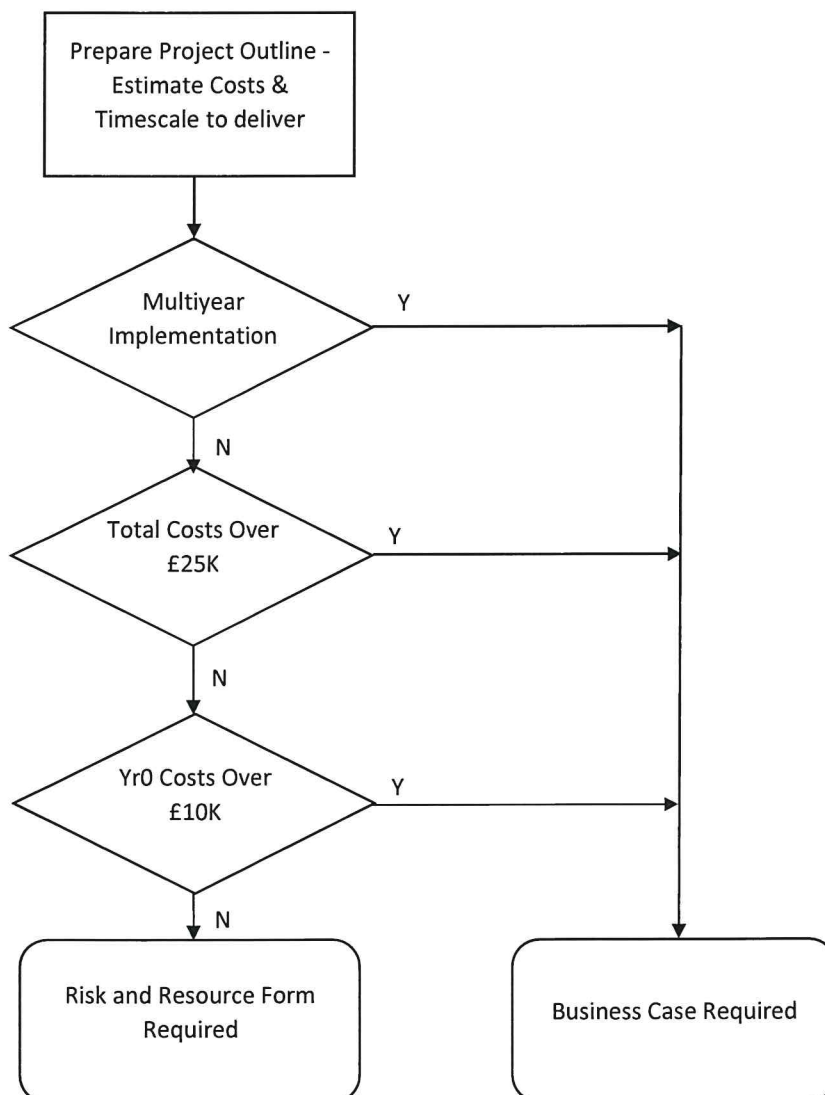 Prepare Project Outline -
Estimate Costs &
Timescale to deliver
Multiyear
Implementation
Y
N
Total Costs Over
£25K
Y
N
Yr0 Costs Over
£10K
Y
N
Risk and Resource Form
Required
Business Case Required